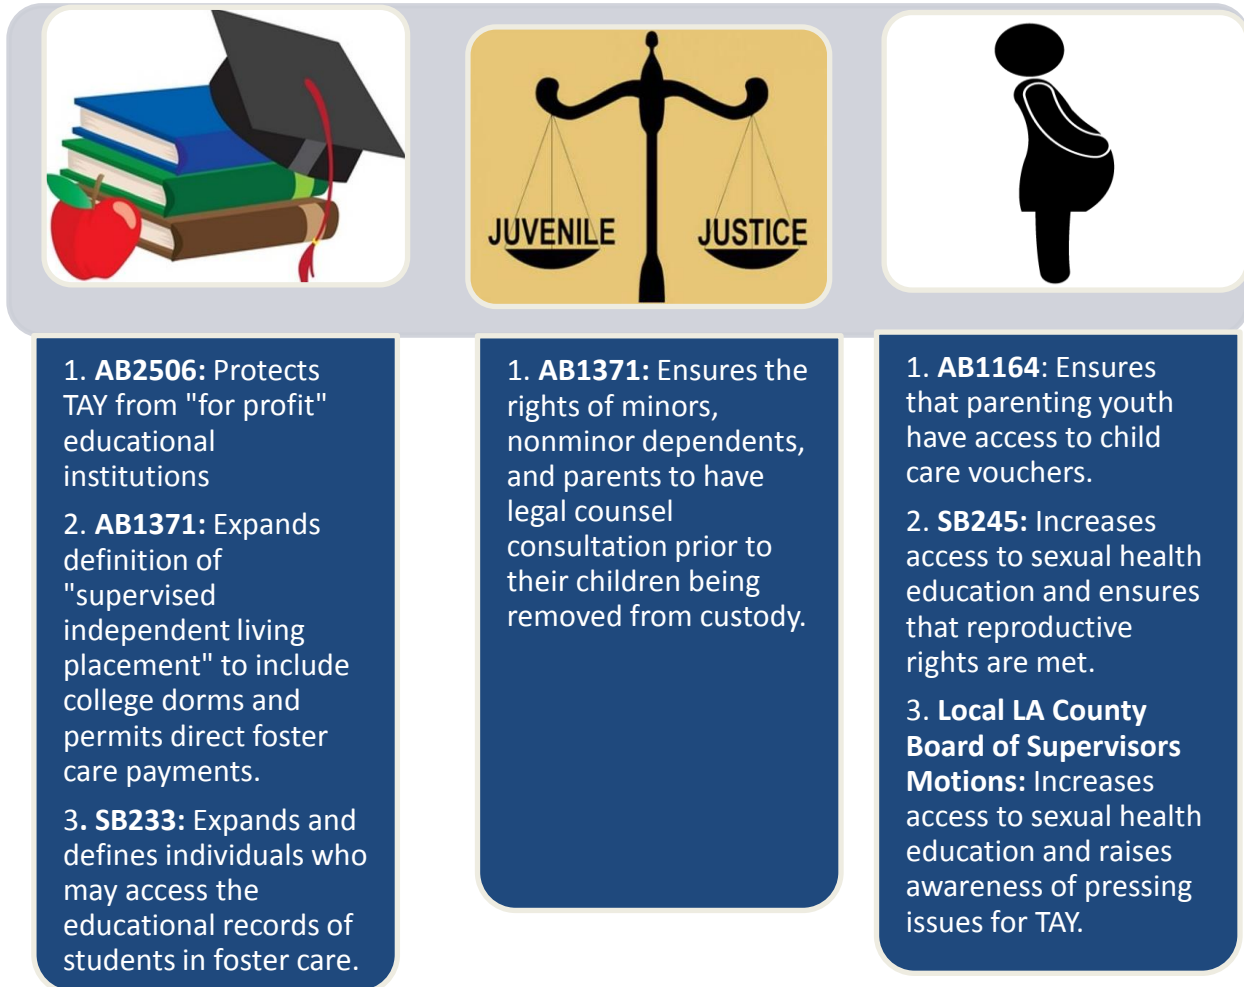 JUVENILE JUSTICE
1. AB2506: Protects
TAY from "for profit"
educational
institutions
2. AB1371: Expands
definition of
"supervised
independent living
placement" to include
college dorms and
permits direct foster
care payments.
3. SB233: Expands and
defines individuals who
may access the
educational records of
students in foster care.
1. AB1371: Ensures the
rights of minors,
nonminor dependents,
and parents to have
legal counsel
consultation prior to
their children being
removed from custody.
1. AB1164: Ensures
that parenting youth
have access to child
care vouchers.
2. SB245: Increases
access to sexual health
education and ensures
that reproductive
rights are met.
3. Local LA County
Board of Supervisors
Motions: Increases
access to sexual health
education and raises
awareness of pressing
issues for TAY.